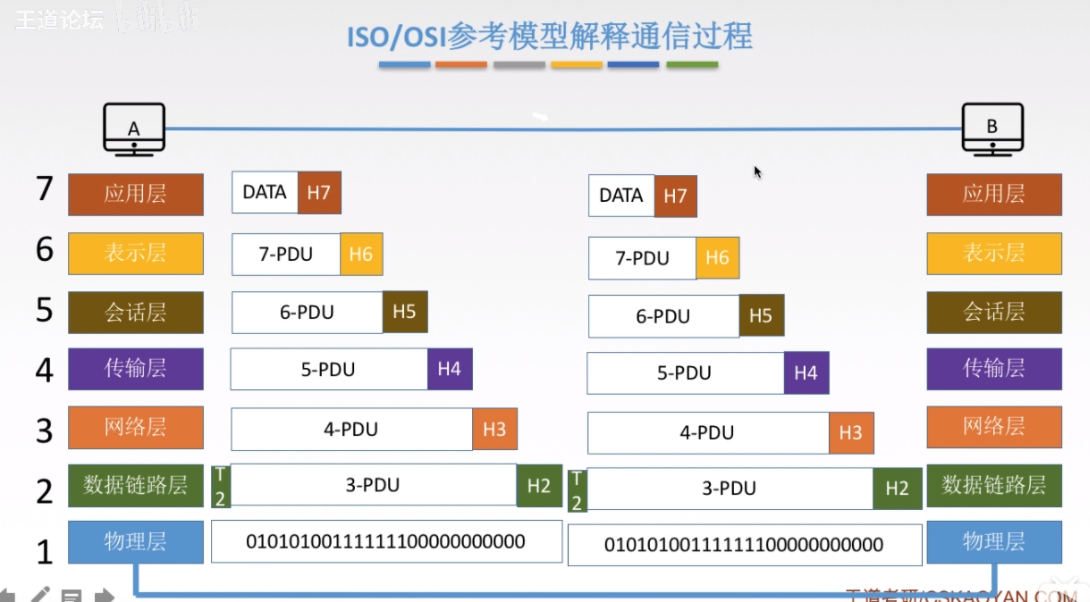 王道论坛
ISO/OSI参考模型解释通信过程
A B
7 应用层 DATA H7 DATA H7 应用层
6 表示层 7-PDU H6 7-PDU H6 表示层
5 会话层 6-PDU H5 6-PDU H5 会话层
4 传输层 5-PDU H4 5-PDU H4 传输层
3 网络层 4-PDU H3 4-PDU H3 网络层
2 数据链路层 T2 3-PDU H2 T2 3-PDU H2 数据链路层
1 物理层 010101001111111100000000000 010101001111111100000000000 物理层
王道考研/CSKAOYAN.COM